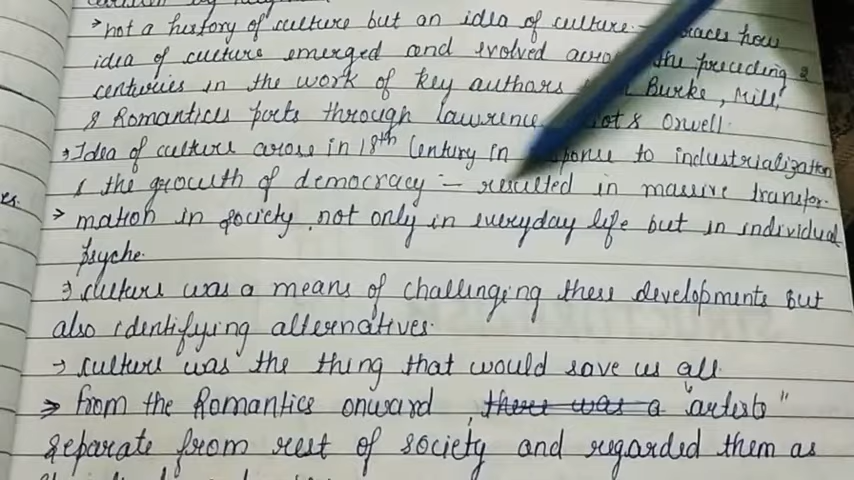 > not a history of culture but an idea of culture - how
idea of culture emerged and evolved the preceding 2
centuries in the work of key authors Burke, Mill,
& Romantics poets through Lawrence & Orwell.
> Idea of culture arose in 18th Century in to industrialization
& the growth of democracy :- resulted in massive transfor-
> mation in society, not only in everyday life but in individual
psyche.
→ culture was a means of challenging these developments but
also identifying alternatives.
→ culture was the thing that would save us all.
⇒ from the Romantics onward, there was a "artists"
separate from rest of society and regarded them as